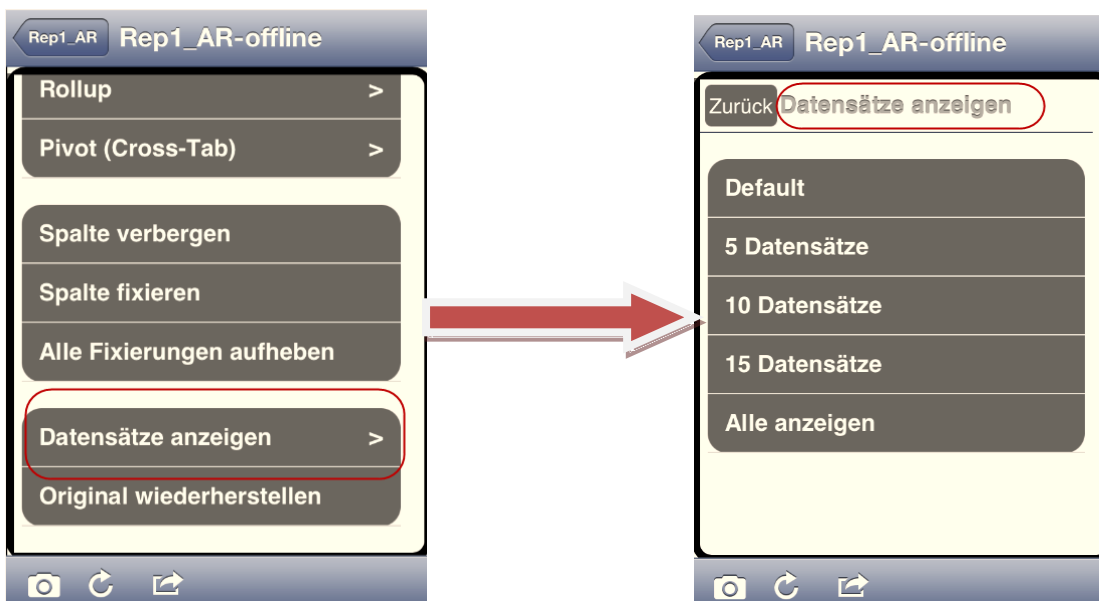 Rep1_AR Rep1_AR-offline
Rollup >
Pivot (Cross-Tab) >
Spalte verbergen
Spalte fixieren
Alle Fixierungen aufheben
Datensätze anzeigen >
Original wiederherstellen
Rep1_AR Rep1_AR-offline
Zurück Datensätze anzeigen
Default
5 Datensätze
10 Datensätze
15 Datensätze
Alle anzeigen